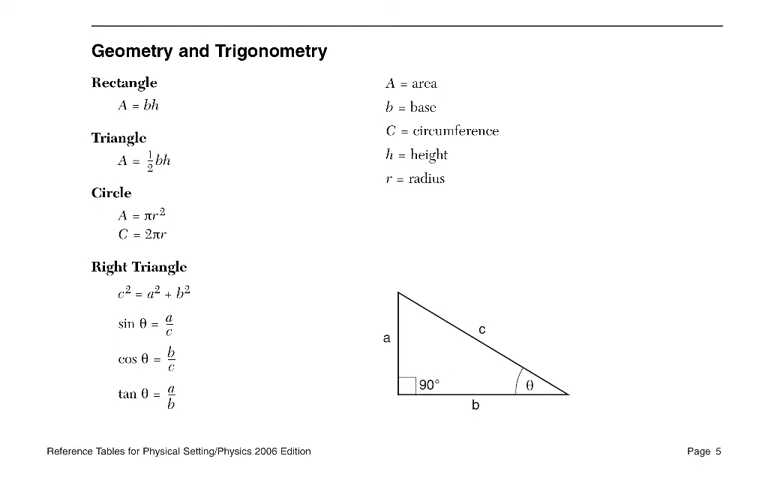 Geometry and Trigonometry
Rectangle
A = bh
Triangle
A = ½bh
Circle
A = πr²
C = 2πr
Right Triangle
c² = a² + b²
sin θ = a/c
cos θ = b/c
tan θ = a/b
A = area
b = base
C = circumference
h = height
r = radius
a
c
90°
θ
b
Reference Tables for Physical Setting/Physics 2006 Edition
Page 5